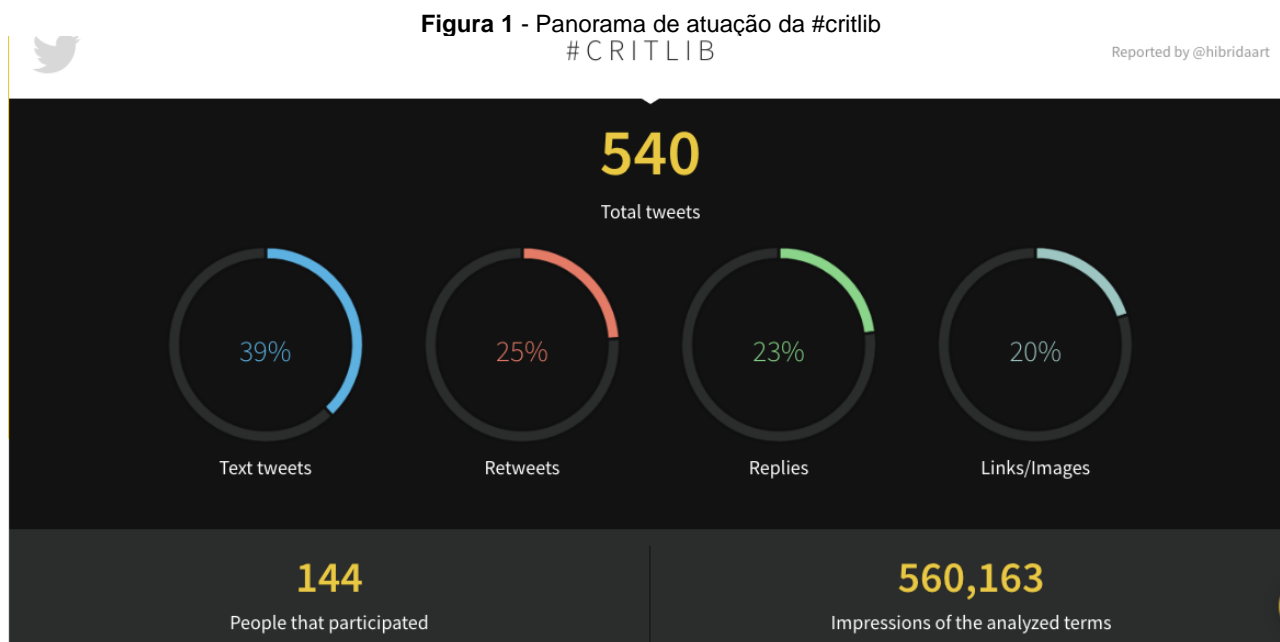 Figura 1 - Panorama de atuação da #critlib
#CRITLIB
Reported by @hibridaart
540
Total tweets
39%
25%
23%
20%
Text tweets
Retweets
Replies
Links/Images
144
560,163
People that participated
Impressions of the analyzed terms